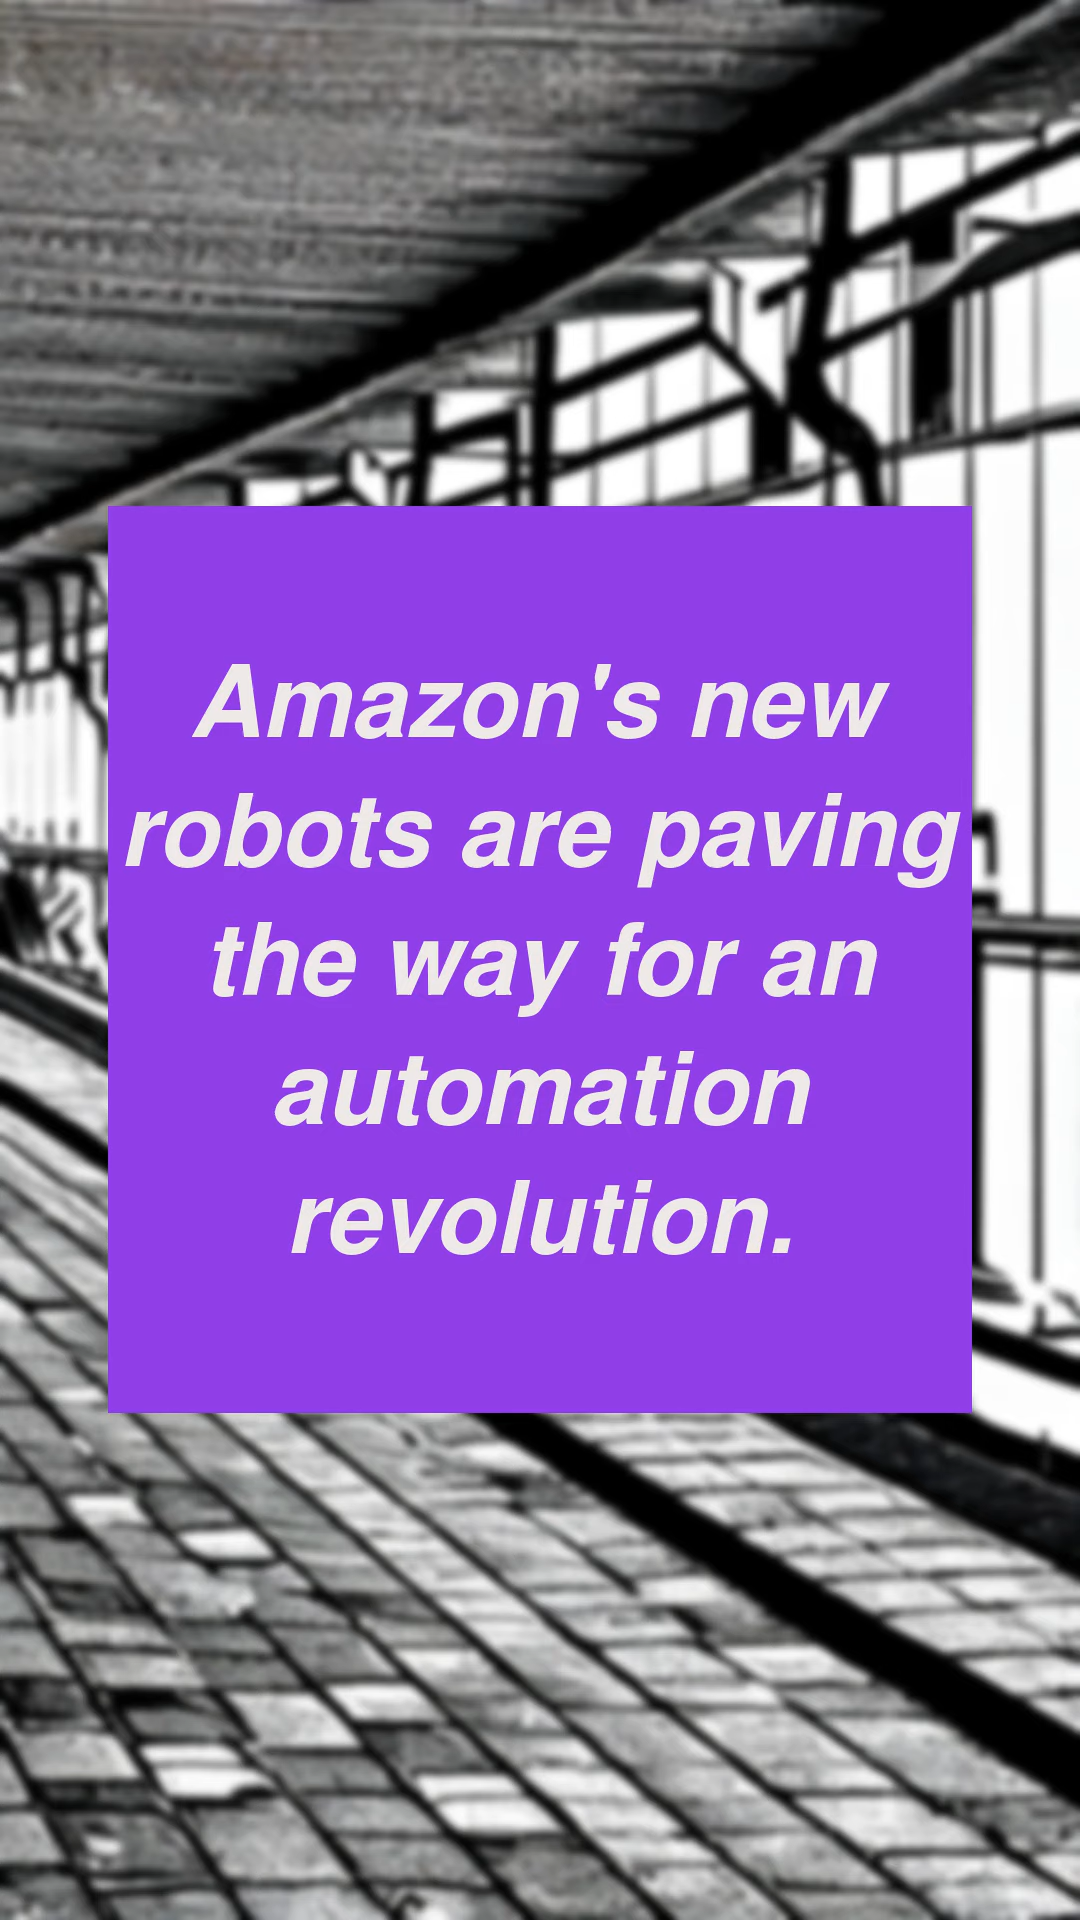 Amazon's new
robots are paving
the way for an
automation
revolution.